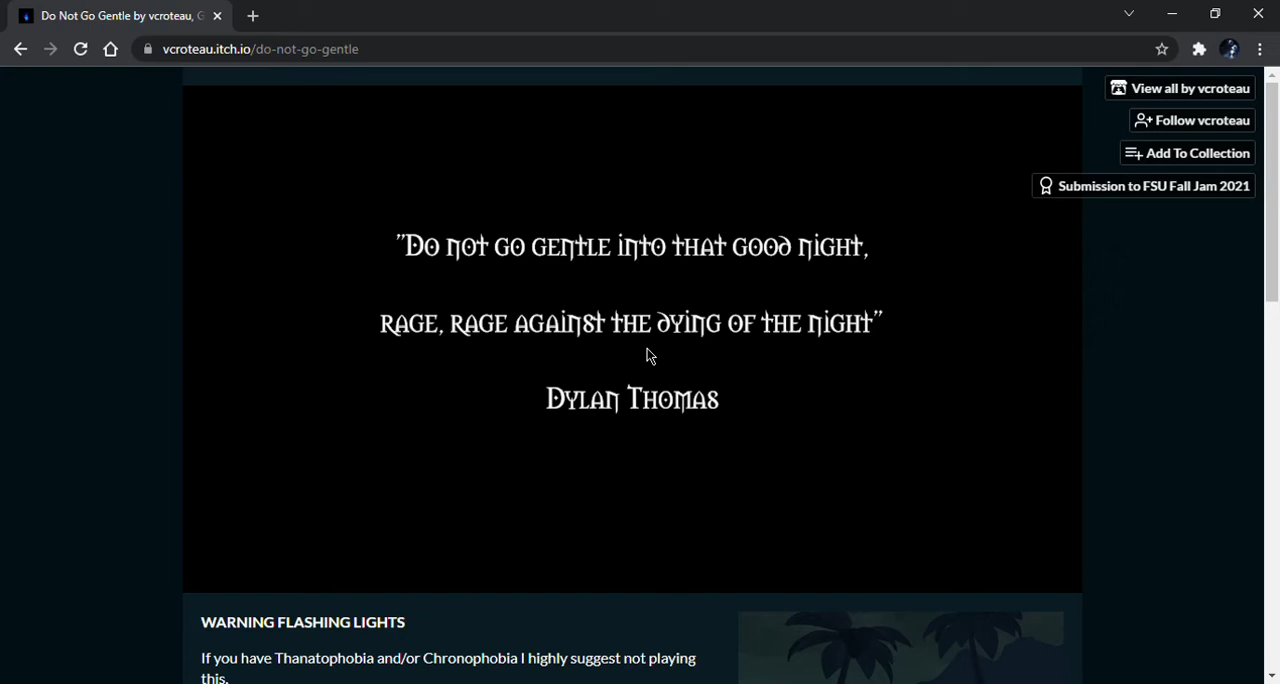 Do Not Go Gentle by vcroteau, G
vcroteau.itch.io/do-not-go-gentle
View all by vcroteau
Follow vcroteau
Add To Collection
Submission to FSU Fall Jam 2021
"Do not go gentle into that good night,
rage, rage against the dying of the night"
Dylan Thomas
WARNING FLASHING LIGHTS
If you have Thanatophobia and/or Chronophobia I highly suggest not playing
this.